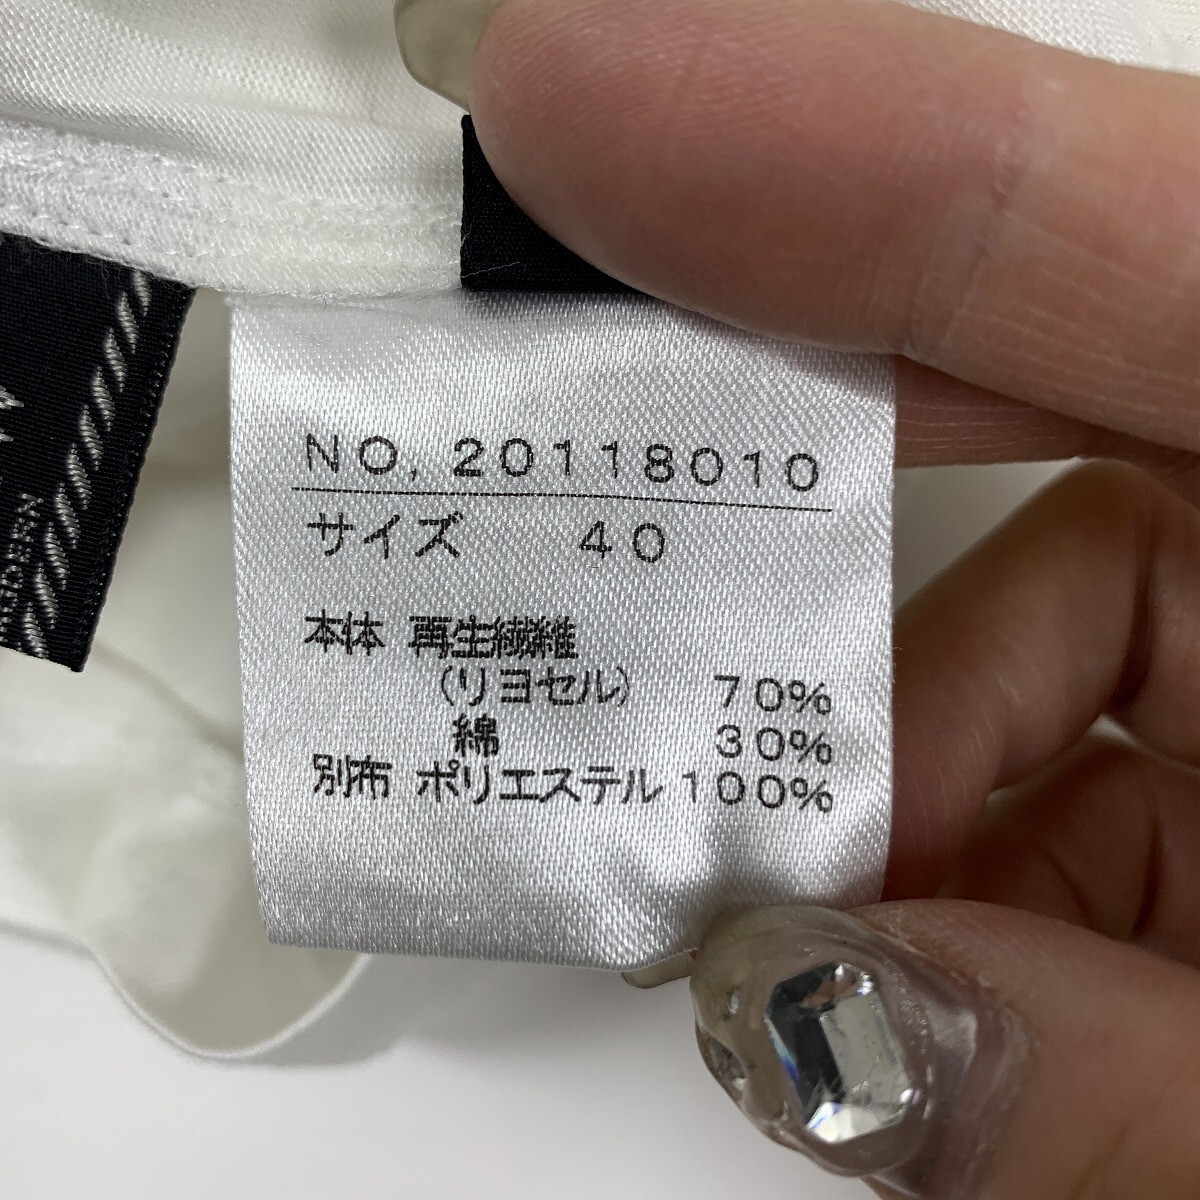 NO. 20118010
サイズ 40
本体 再生繊維
(リヨセル) 70%
綿 30%
別布 ポリエステル 100%